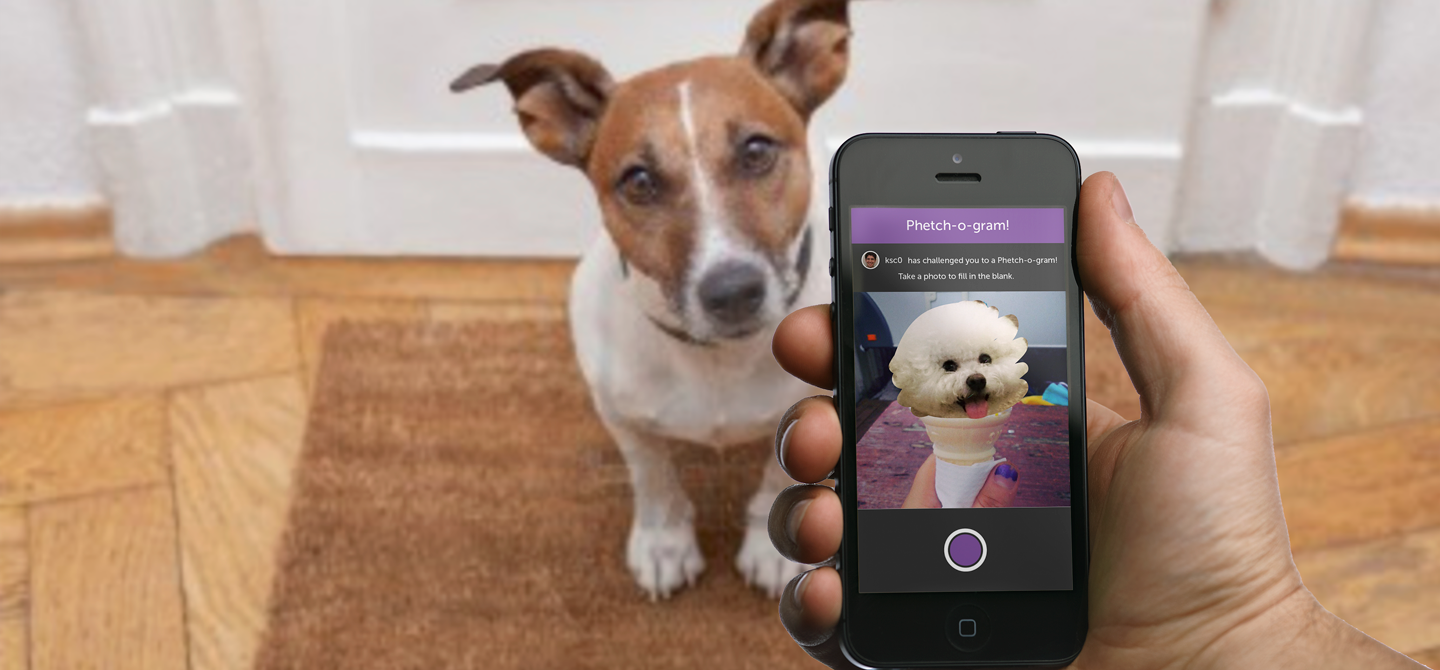 Phetch-o-gram!
ksc0 has challenged you to a Phetch-o-gram!
Take a photo to fill in the blank.